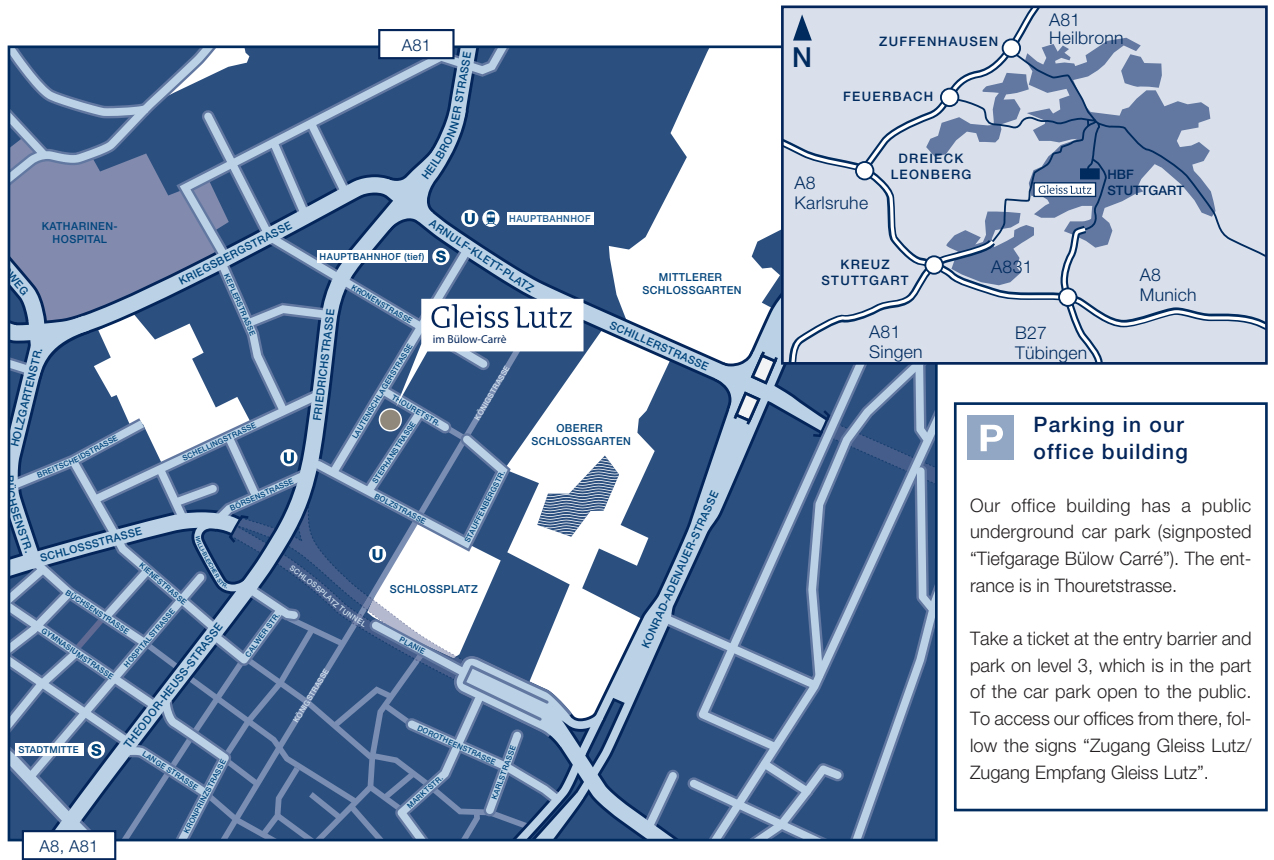 A81
HEILBRONNER STRASSE
KATHARINEN-
HOSPITAL
KRIEGSBERGSTRASSE
U
HAUPTBAHNHOF
HAUPTBAHNHOF (tief)
S
ARNULF-KLETT-PLATZ
MITTLERER
SCHLOSSGARTEN
WEG
KEPLERSTRASSE
KRONENSTRASSE
Gleiss Lutz
im Bülow-Carrè
SCHILLERSTRASSE
HOLZGARTENSTR.
FRIEDRICHSTRASSE
LAUTENSCHLAGERSTRASSE
THOURETSTR.
KÖNIGSTRASSE
STEPHANSTRASSE
OBERER
SCHLOSSGARTEN
BREITSCHEIDSTRASSE
SCHELLINGSTRASSE
U
BÖRSENSTRASSE
BOLZSTRASSE
STAUFFENBERGSTR.
BÜCHSENSTR.
SCHLOSSSTRASSE
WILLI-BLEICHER-STR.
U
SCHLOSSPLATZ
SCHLOSSPLATZ TUNNEL
KONRAD-ADENAUER-STRASSE
KIENESTRASSE
BÜCHSENSTRASSE
HOSPITALSTRASSE
GYMNASIUMSTRASSE
CALWER STR.
PLANIE
THEODOR-HEUSS-STRASSE
KÖNIGSTRASSE
STADTMITTE
S
LANGE STRASSE
KRONPRINZSTRASSE
DOROTHEENSTRASSE
MARKTSTR.
KARLSTRASSE
A8, A81
N
A81
Heilbronn
ZUFFENHAUSEN
FEUERBACH
DREIECK
LEONBERG
A8
Karlsruhe
Gleiss Lutz
HBF
STUTTGART
KREUZ
STUTTGART
A831
A8
Munich
A81
Singen
B27
Tübingen
P
Parking in our
office building
Our office building has a public
underground car park (signposted
“Tiefgarage Bülow Carré”). The ent-
rance is in Thouretstrasse.
Take a ticket at the entry barrier and
park on level 3, which is in the part
of the car park open to the public.
To access our offices from there, fol-
low the signs “Zugang Gleiss Lutz/
Zugang Empfang Gleiss Lutz”.